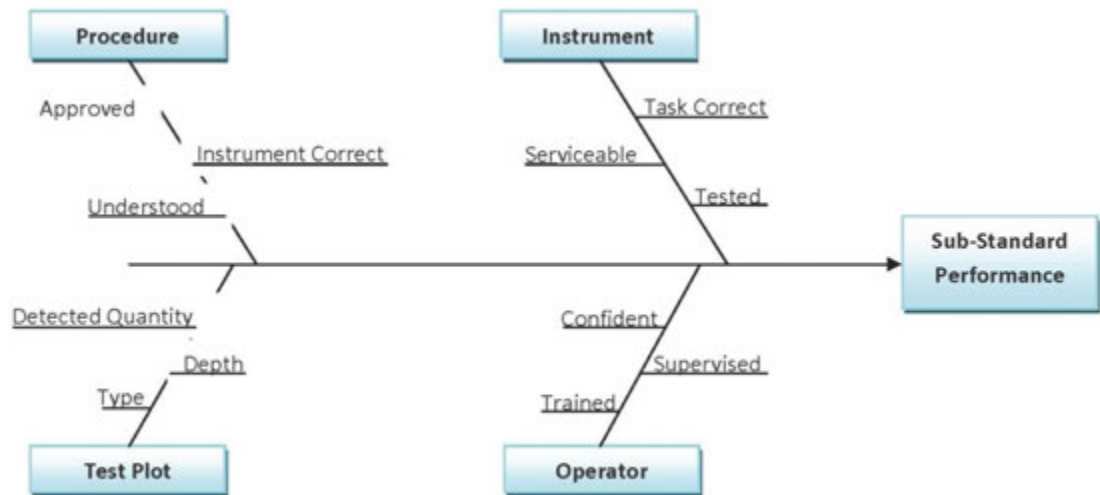 Procedure
Instrument
Approved
Task Correct
Instrument Correct
Serviceable
Understood
Tested
Sub-Standard
Performance
Detected Quantity
Confident
Depth
Supervised
Type
Trained
Test Plot
Operator